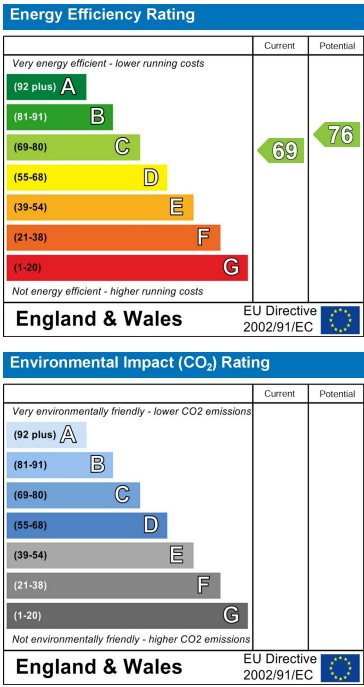 Energy Efficiency Rating
Current Potential
Very energy efficient - lower running costs
(92 plus) A
(81-91) B
(69-80) C
(55-68) D
(39-54) E
(21-38) F
(1-20) G
69
76
Not energy efficient - higher running costs
England & Wales
EU Directive
2002/91/EC
Environmental Impact (CO₂) Rating
Current Potential
Very environmentally friendly - lower CO2 emissions
(92 plus) A
(81-91) B
(69-80) C
(55-68) D
(39-54) E
(21-38) F
(1-20) G
Not environmentally friendly - higher CO2 emissions
England & Wales
EU Directive
2002/91/EC